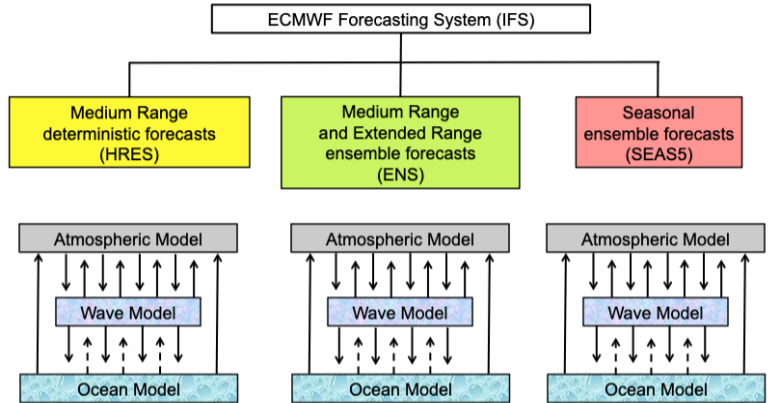 ECMWF Forecasting System (IFS)
Medium Range
deterministic forecasts
(HRES)
Medium Range
and Extended Range
ensemble forecasts
(ENS)
Seasonal
ensemble forecasts
(SEAS5)
Atmospheric Model
Wave Model
Ocean Model
Atmospheric Model
Wave Model
Ocean Model
Atmospheric Model
Wave Model
Ocean Model